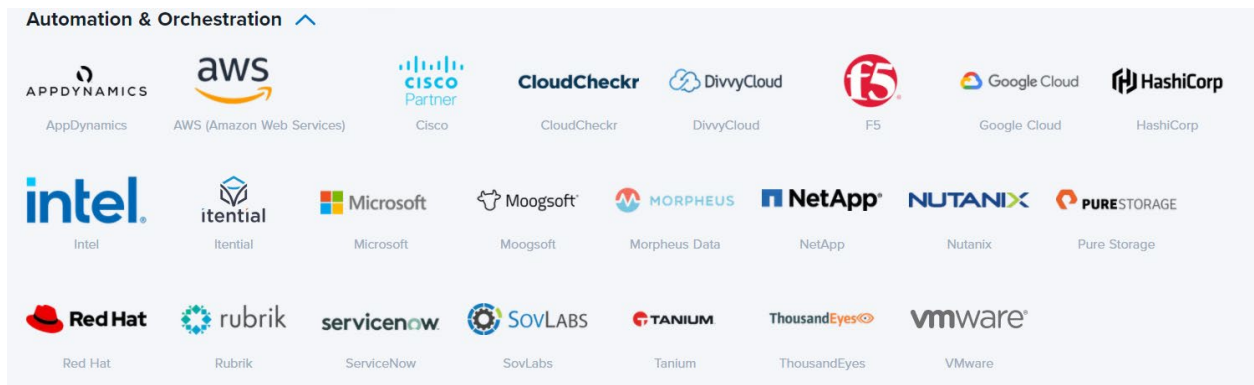 Automation & Orchestration
APPDYNAMICS aws CISCO Partner CloudCheckr DivvyCloud f5 Google Cloud HashiCorp
AppDynamics AWS (Amazon Web Services) Cisco CloudCheckr DivvyCloud F5 Google Cloud HashiCorp
intel. itential Microsoft Moogsoft MORPHEUS NetApp NUTANIX PURESTORAGE
Intel Itential Microsoft Moogsoft Morpheus Data NetApp Nutanix Pure Storage
Red Hat rubrik servicenow SOVLABS TANIUM ThousandEyes vmware
Red Hat Rubrik ServiceNow SovLabs Tanium ThousandEyes VMware